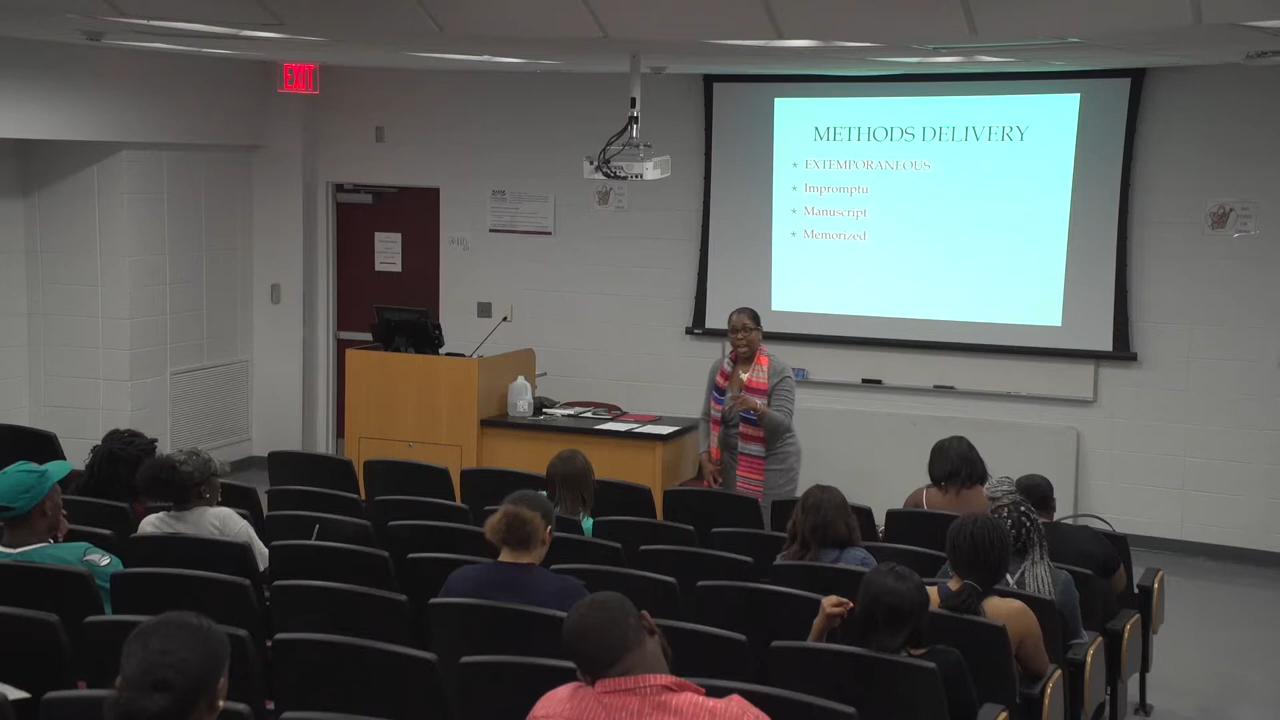 EXIT
METHODS DELIVERY
* EXTEMPORANEOUS
* Impromptu
* Manuscript
* Memorized